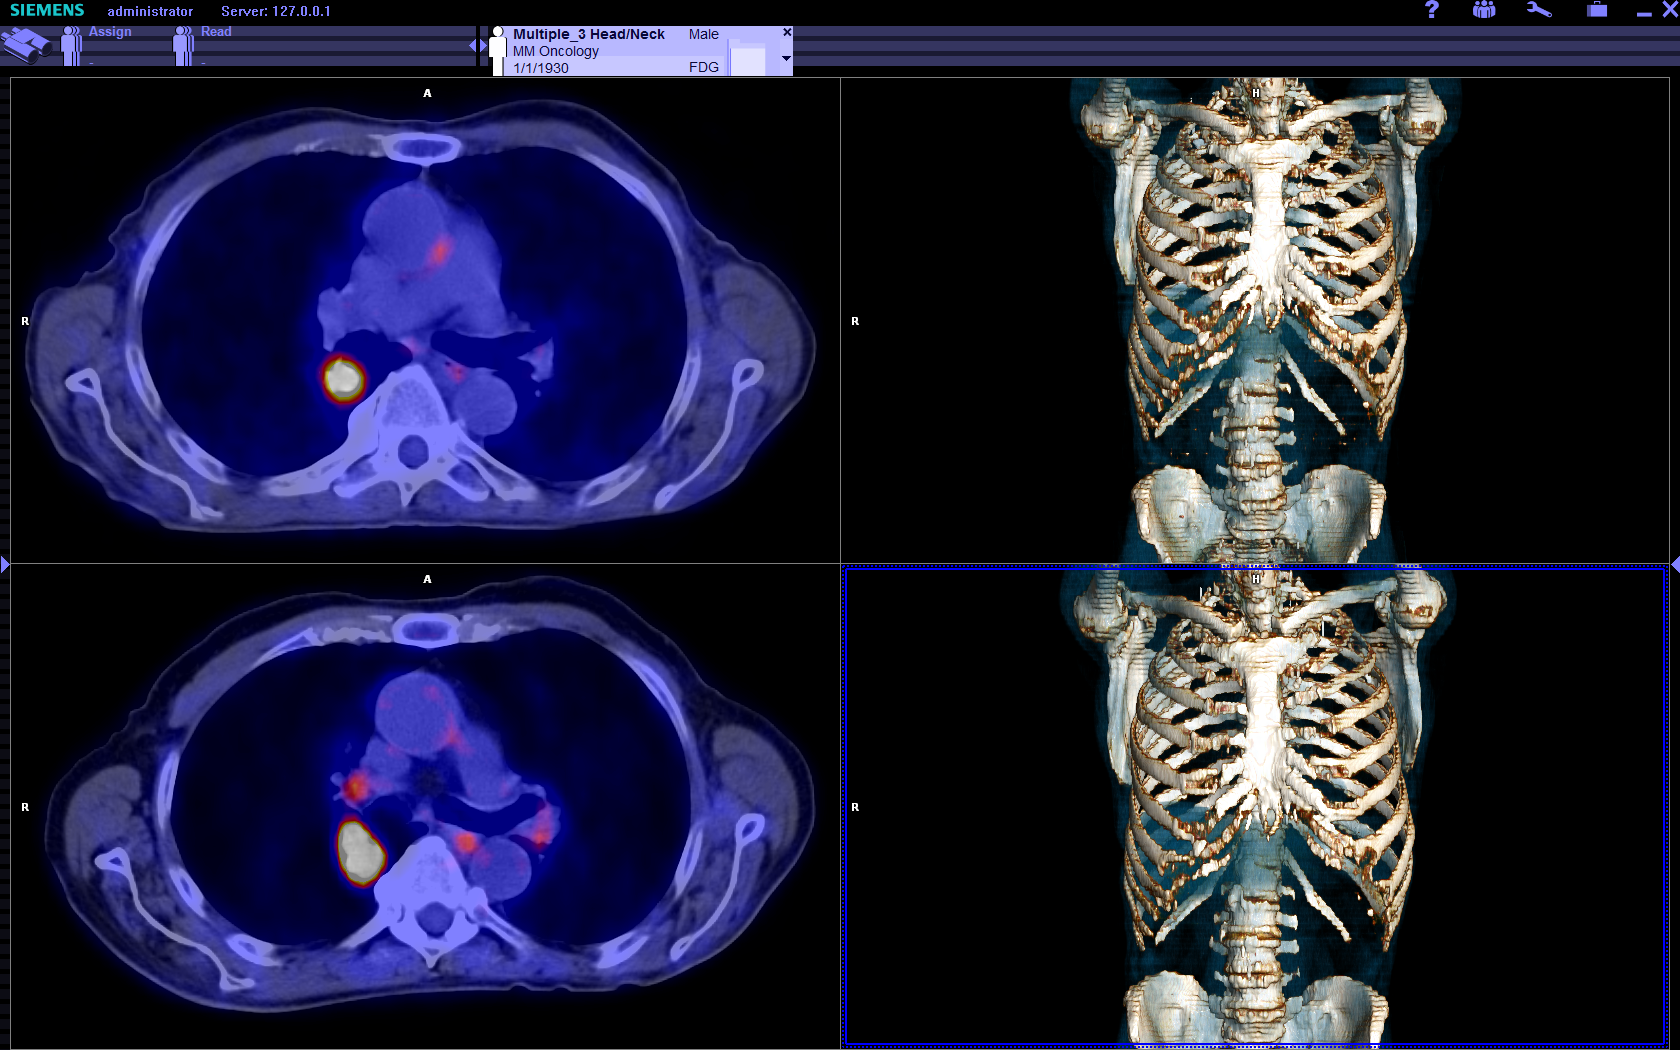 SIEMENS administrator Server: 127.0.0.1
Assign Read
- -
Multiple_3 Head/Neck Male
MM Oncology
1/1/1930 FDG
A
H
R
R
A
H
R
R